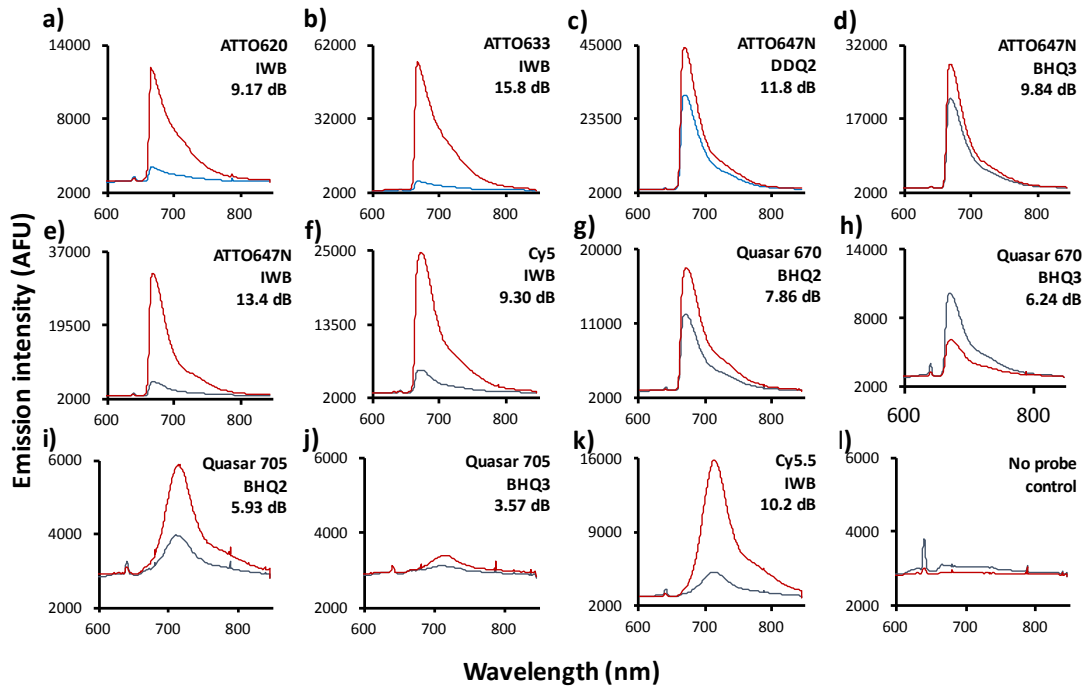 a)
14000
8000
2000
600 700 800
ATTO620
IWB
9.17 dB
b)
62000
32000
2000
600 700 800
ATTO633
IWB
15.8 dB
c)
45000
23500
2000
600 700 800
ATTO647N
DDQ2
11.8 dB
d)
32000
17000
2000
600 700 800
ATTO647N
BHQ3
9.84 dB
e)
37000
19500
2000
600 700 800
ATTO647N
IWB
13.4 dB
f)
25000
13500
2000
600 700 800
Cy5
IWB
9.30 dB
g)
20000
11000
2000
600 700 800
Quasar 670
BHQ2
7.86 dB
h)
14000
8000
2000
600 700 800
Quasar 670
BHQ3
6.24 dB
i)
6000
4000
2000
600 700 800
Quasar 705
BHQ2
5.93 dB
j)
6000
4000
2000
600 700 800
Quasar 705
BHQ3
3.57 dB
k)
16000
9000
2000
600 700 800
Cy5.5
IWB
10.2 dB
l)
6000
4000
2000
600 700 800
No probe
control
Emission intensity (AFU)
Wavelength (nm)